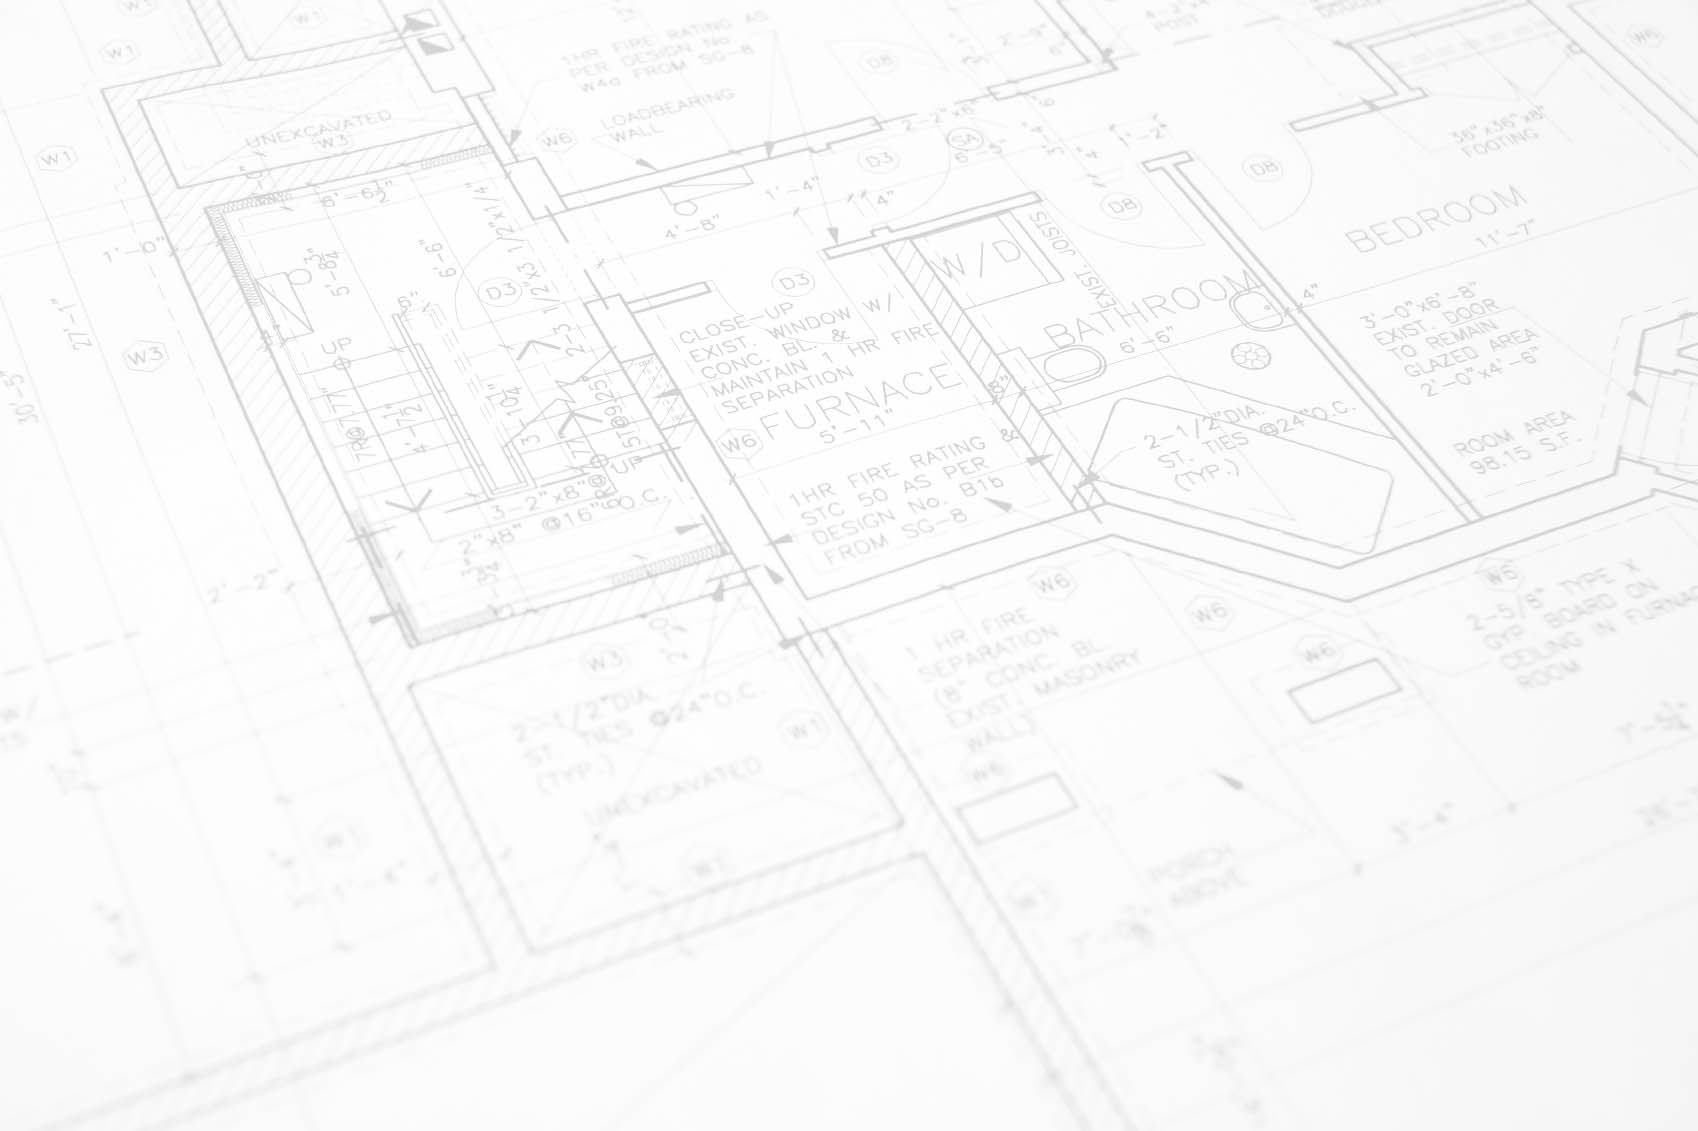 W1
W1
W1
1HR FIRE RATING AS
PER DESIGN No.
W4a FROM SG-8
LOADBEARING
WALL
W6
D8
2'-9"
6"
POST
W6
36"x36"x8"
FOOTING
UNEXCAVATED
W3
W1
2'-2"x6'
SA
6'-5"
1'-2"
D3
D8
D8
BEDROOM
11'-7"
1'-0"
6'-6½"
6'-6"
1/2"x1/4"
1/2"x3
D3
4'-8"
1'-4"
4"
D3
W/D
EXIST. JOISTS
BATHROOM
6'-6"
4"
3'-0"x6'-8"
EXIST. DOOR
TO REMAIN
GLAZED AREA
2'-0"x4'-6"
ROOM AREA
98.15 S.F.
27'-1"
W3
UP
6"
CLOSE-UP
EXIST. WINDOW W/
CONC. BL. &
MAINTAIN 1 HR FIRE
SEPARATION
FURNACE
5'-11"
W6
8"
2-1/2"DIA.
ST. TIES @24"O.C.
(TYP.)
1HR FIRE RATING &
STC 50 AS PER
DESIGN No. B1b
FROM SG-8
UP
3-2"x8"
2"x8" @16"O.C.
2'-2"
W3
2-1/2"DIA.
ST. TIES @24"O.C.
(TYP.)
W1
UNEXCAVATED
W1
W1
1'-4"
W6
W6
W6
1 HR FIRE
SEPARATION
(8" CONC. BL.
EXIST. MASONRY
WALL)
W6
W6
2-5/8" TYPE X
GYP. BOARD ON
CEILING IN FURNAC
ROOM
3'-4"
PORCH
ABOVE
W1